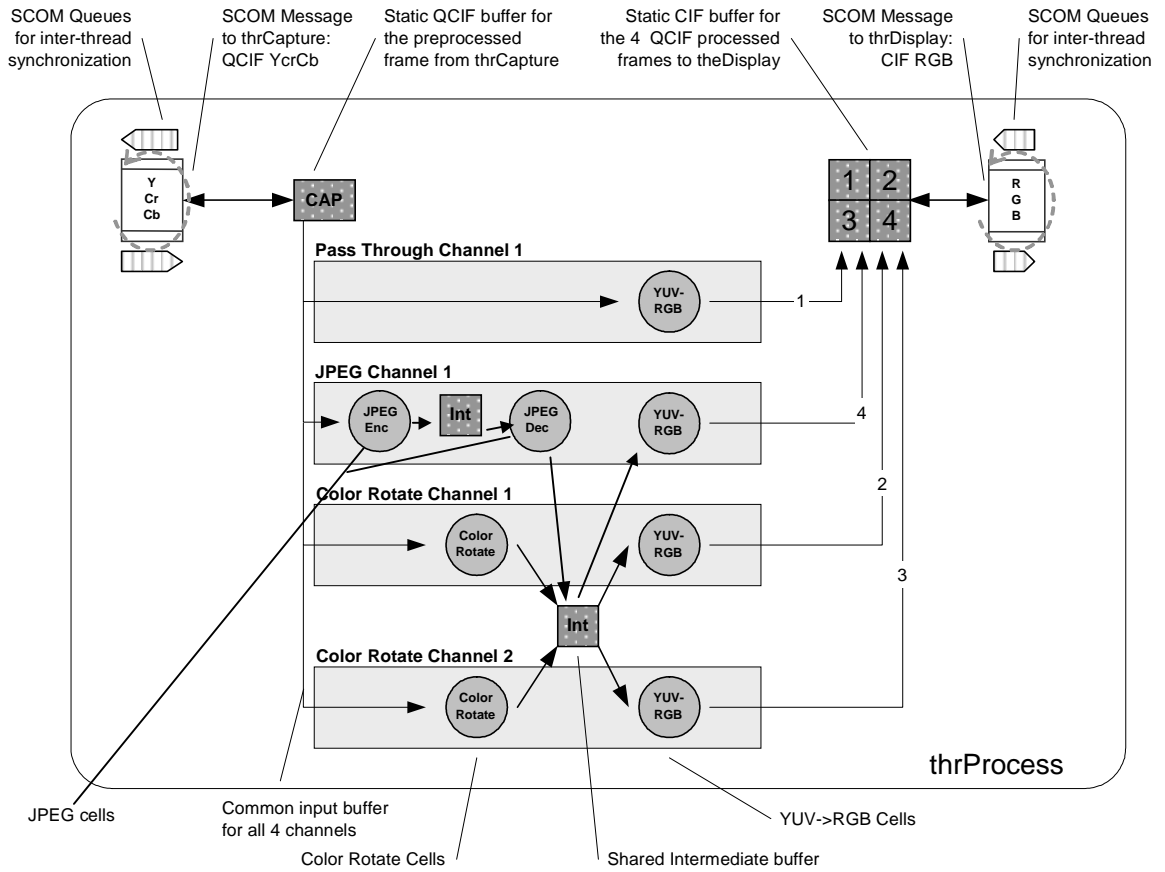 SCOM Queues
for inter-thread
synchronization
SCOM Message
to thrCapture:
QCIF YcrCb
Static QCIF buffer for
the preprocessed
frame from thrCapture
Static CIF buffer for
the 4 QCIF processed
frames to theDisplay
SCOM Message
to thrDisplay:
CIF RGB
SCOM Queues
for inter-thread
synchronization
Y
Cr
Cb
CAP
1 2
3 4
R
G
B
Pass Through Channel 1
YUV-
RGB
1
JPEG Channel 1
JPEG
Enc
Int
JPEG
Dec
YUV-
RGB
4
2
Color Rotate Channel 1
Color
Rotate
YUV-
RGB
3
Int
Color Rotate Channel 2
Color
Rotate
YUV-
RGB
thrProcess
JPEG cells
Common input buffer
for all 4 channels
YUV->RGB Cells
Color Rotate Cells
Shared Intermediate buffer